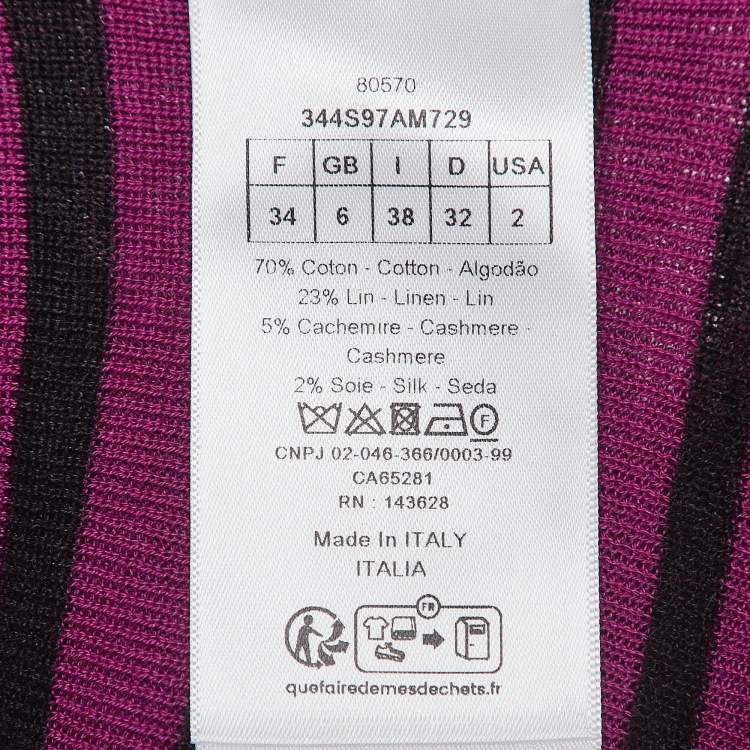 80570
344S97AM729
F GB I D USA
34 6 38 32 2
70% Coton - Cotton - Algodão
23% Lin - Linen - Lin
5% Cachemire - Cashmere -
Cashmere
2% Soie - Silk - Seda
F
CNPJ 02-046-366/0003-99
CA65281
RN : 143628
Made In ITALY
ITALIA
FR
quefairedemesdechets.fr